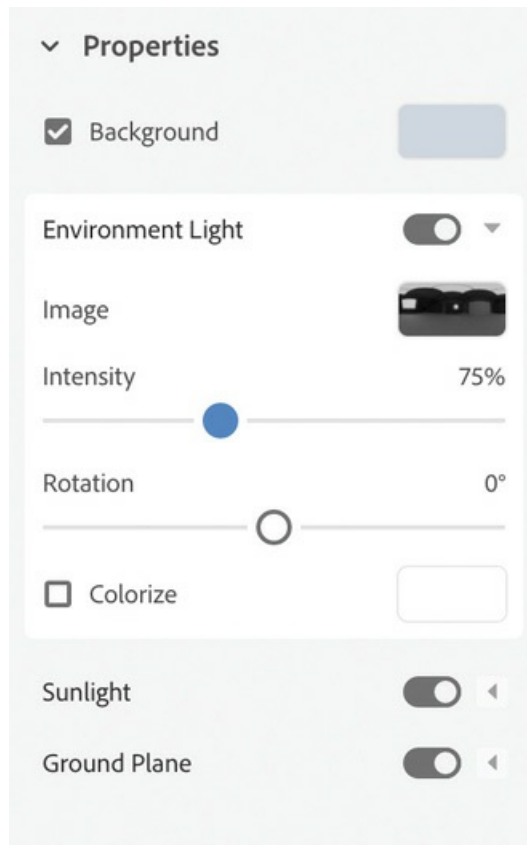 Properties
Background
Environment Light
Image
Intensity 75%
Rotation 0°
Colorize
Sunlight
Ground Plane